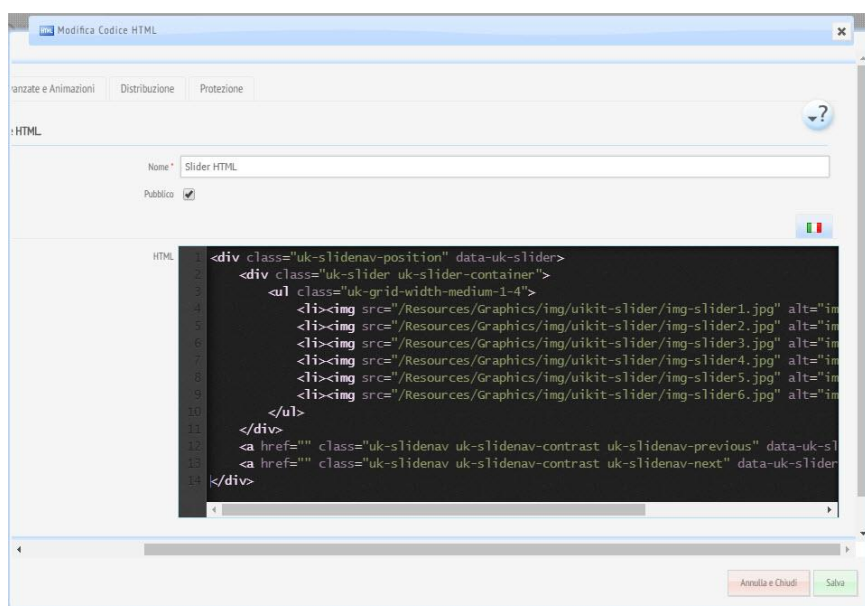 HTML Modifica Codice HTML
anzate e Animazioni Distribuzione Protezione
?
e HTML
Nome * Slider HTML
Pubblico
HTML
1 <div class="uk-slidenav-position" data-uk-slider>
2 <div class="uk-slider uk-slider-container">
3 <ul class="uk-grid-width-medium-1-4">
4 <li><img src="/Resources/Graphics/img/uikit-slider/img-slider1.jpg" alt="im
5 <li><img src="/Resources/Graphics/img/uikit-slider/img-slider2.jpg" alt="im
6 <li><img src="/Resources/Graphics/img/uikit-slider/img-slider3.jpg" alt="im
7 <li><img src="/Resources/Graphics/img/uikit-slider/img-slider4.jpg" alt="im
8 <li><img src="/Resources/Graphics/img/uikit-slider/img-slider5.jpg" alt="im
9 <li><img src="/Resources/Graphics/img/uikit-slider/img-slider6.jpg" alt="im
10 </ul>
11 </div>
12 <a href="" class="uk-slidenav uk-slidenav-contrast uk-slidenav-previous" data-uk-sl
13 <a href="" class="uk-slidenav uk-slidenav-contrast uk-slidenav-next" data-uk-slider
14 </div>
Annulla e Chiudi Salva